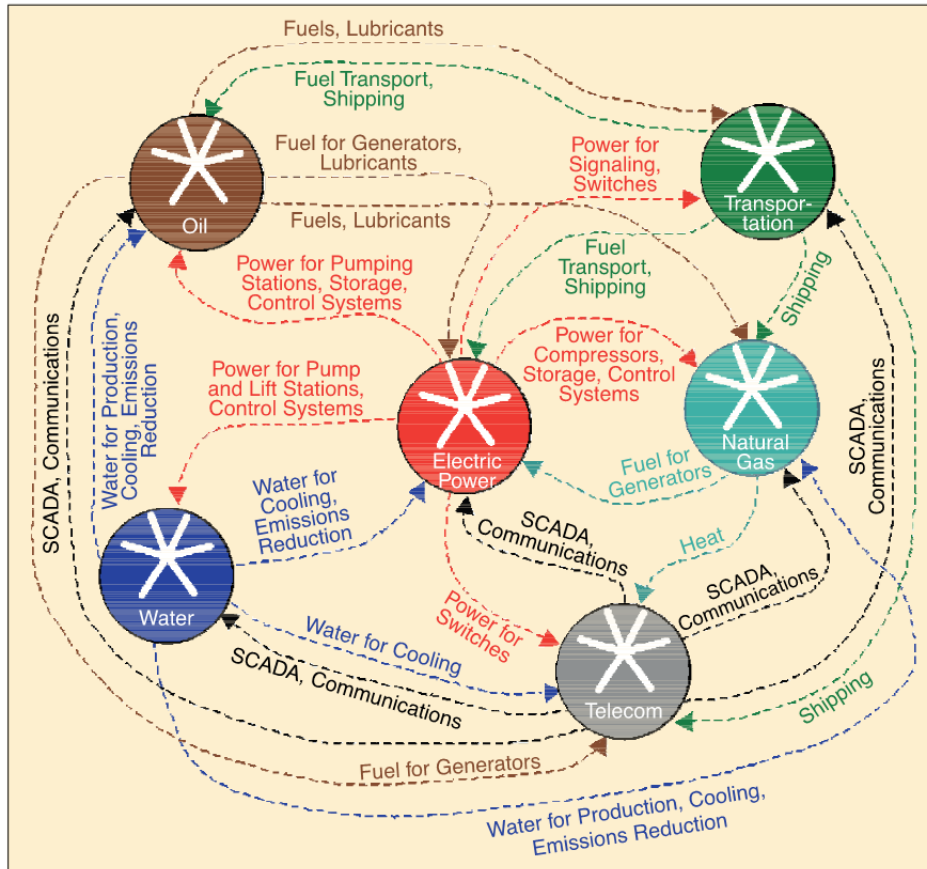 Fuels, Lubricants
Fuel Transport,
Shipping
Fuel for Generators,
Lubricants
Power for
Signaling,
Switches
Oil
Transpor-
tation
Fuels, Lubricants
Fuel
Transport,
Shipping
Shipping
Power for Pumping
Stations, Storage,
Control Systems
Power for
Compressors,
Storage, Control
Systems
Power for Pump
and Lift Stations,
Control Systems
SCADA, Communications
Water for Production,
Cooling, Emissions
Reduction
SCADA,
Communications
Electric
Power
Natural
Gas
Fuel for
Generators
Water for
Cooling,
Emissions
Reduction
SCADA,
Communications
Heat
SCADA,
Communications
Water
Power for
Switches
Water for Cooling
SCADA, Communications
Telecom
Shipping
Fuel for Generators
Water for Production, Cooling,
Emissions Reduction